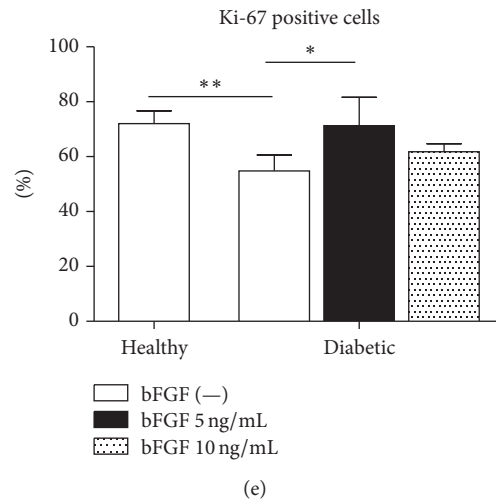 Ki-67 positive cells
100
80
60
40
20
0
(%)
**
*
Healthy
Diabetic
bFGF (—)
bFGF 5 ng/mL
bFGF 10 ng/mL
(e)